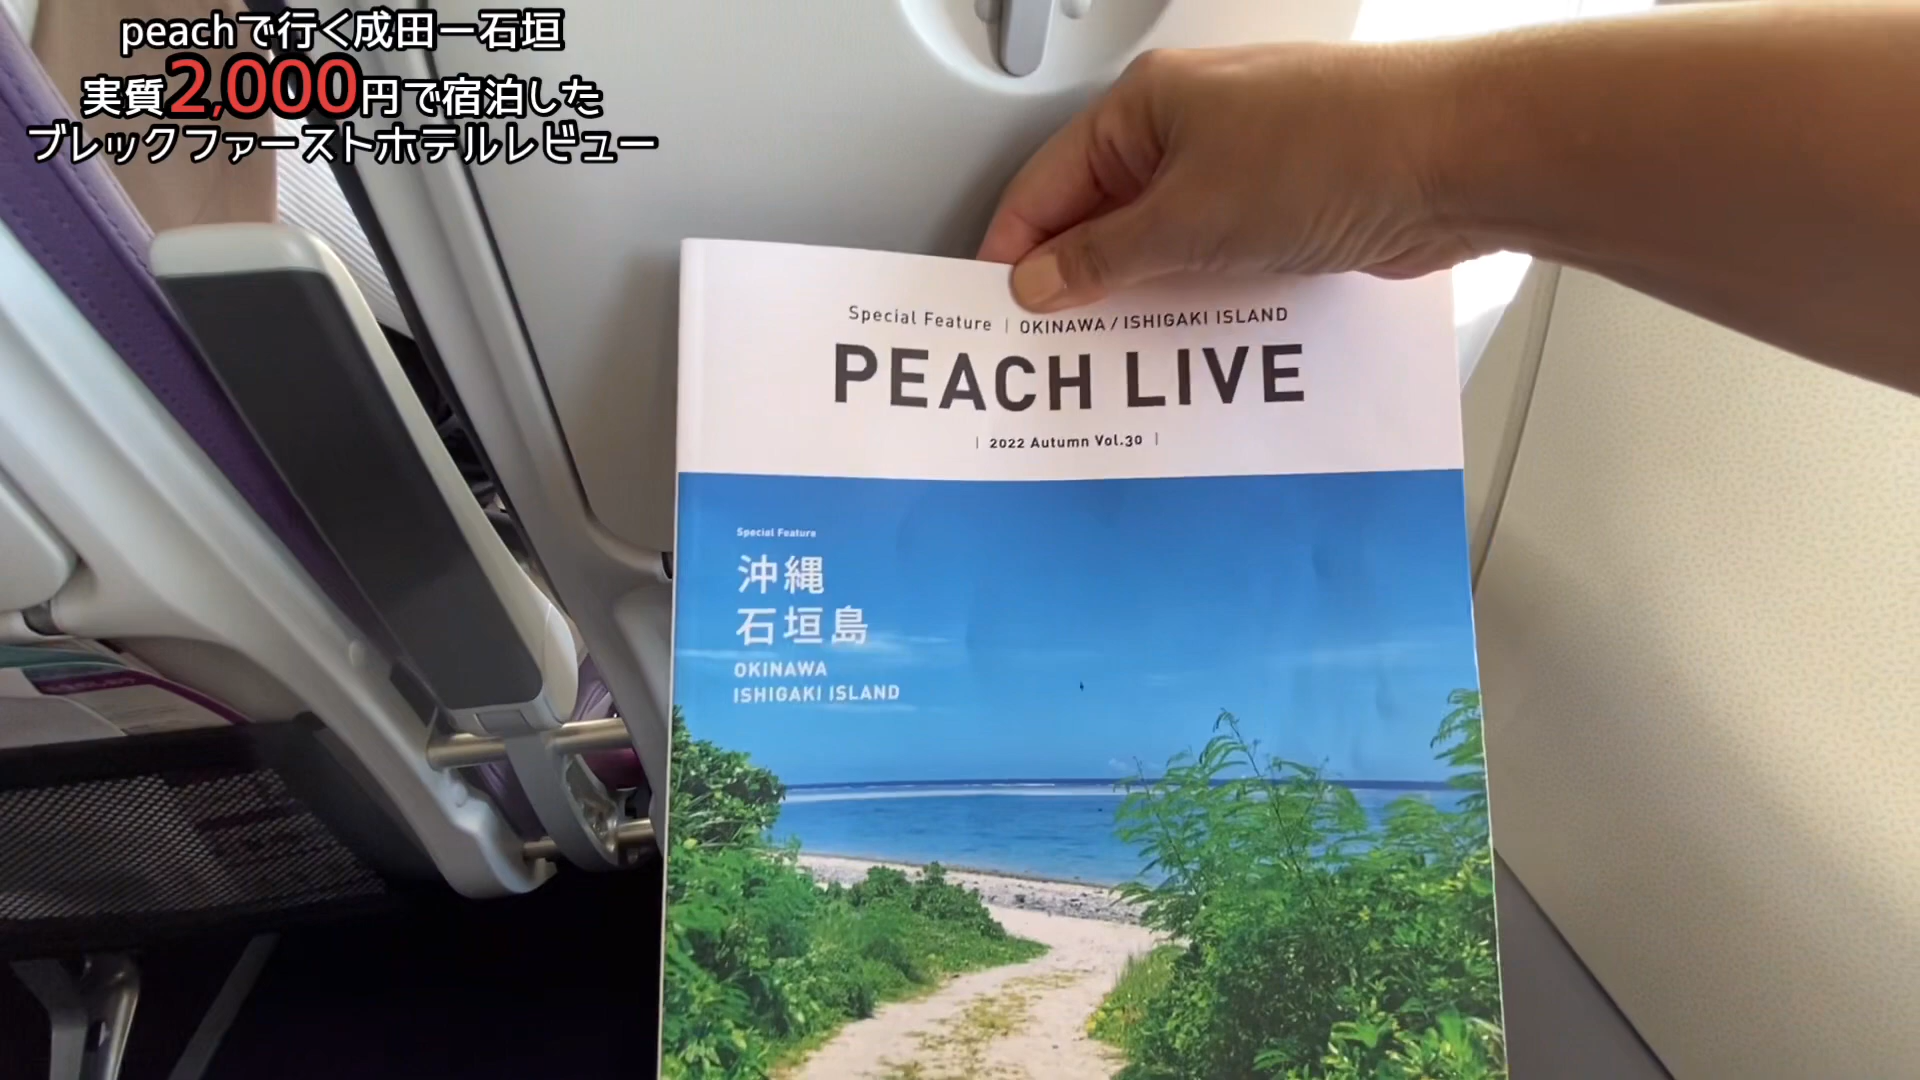 peachで行く成田ー石垣
実質2,000円で宿泊した
ブレックファーストホテルレビュー
Special Feature | OKINAWA / ISHIGAKI ISLAND
PEACH LIVE
| 2022 Autumn Vol.30 |
Special Feature
沖縄
石垣島
OKINAWA
ISHIGAKI ISLAND